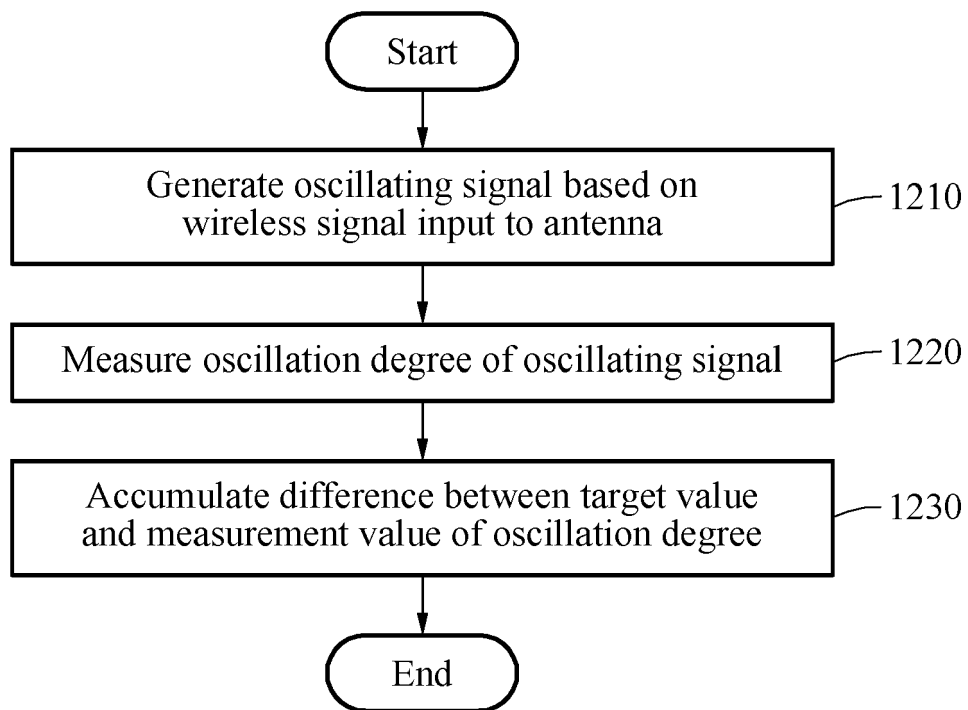 Start
Generate oscillating signal based on
wireless signal input to antenna
1210
Measure oscillation degree of oscillating signal
1220
Accumulate difference between target value
and measurement value of oscillation degree
1230
End